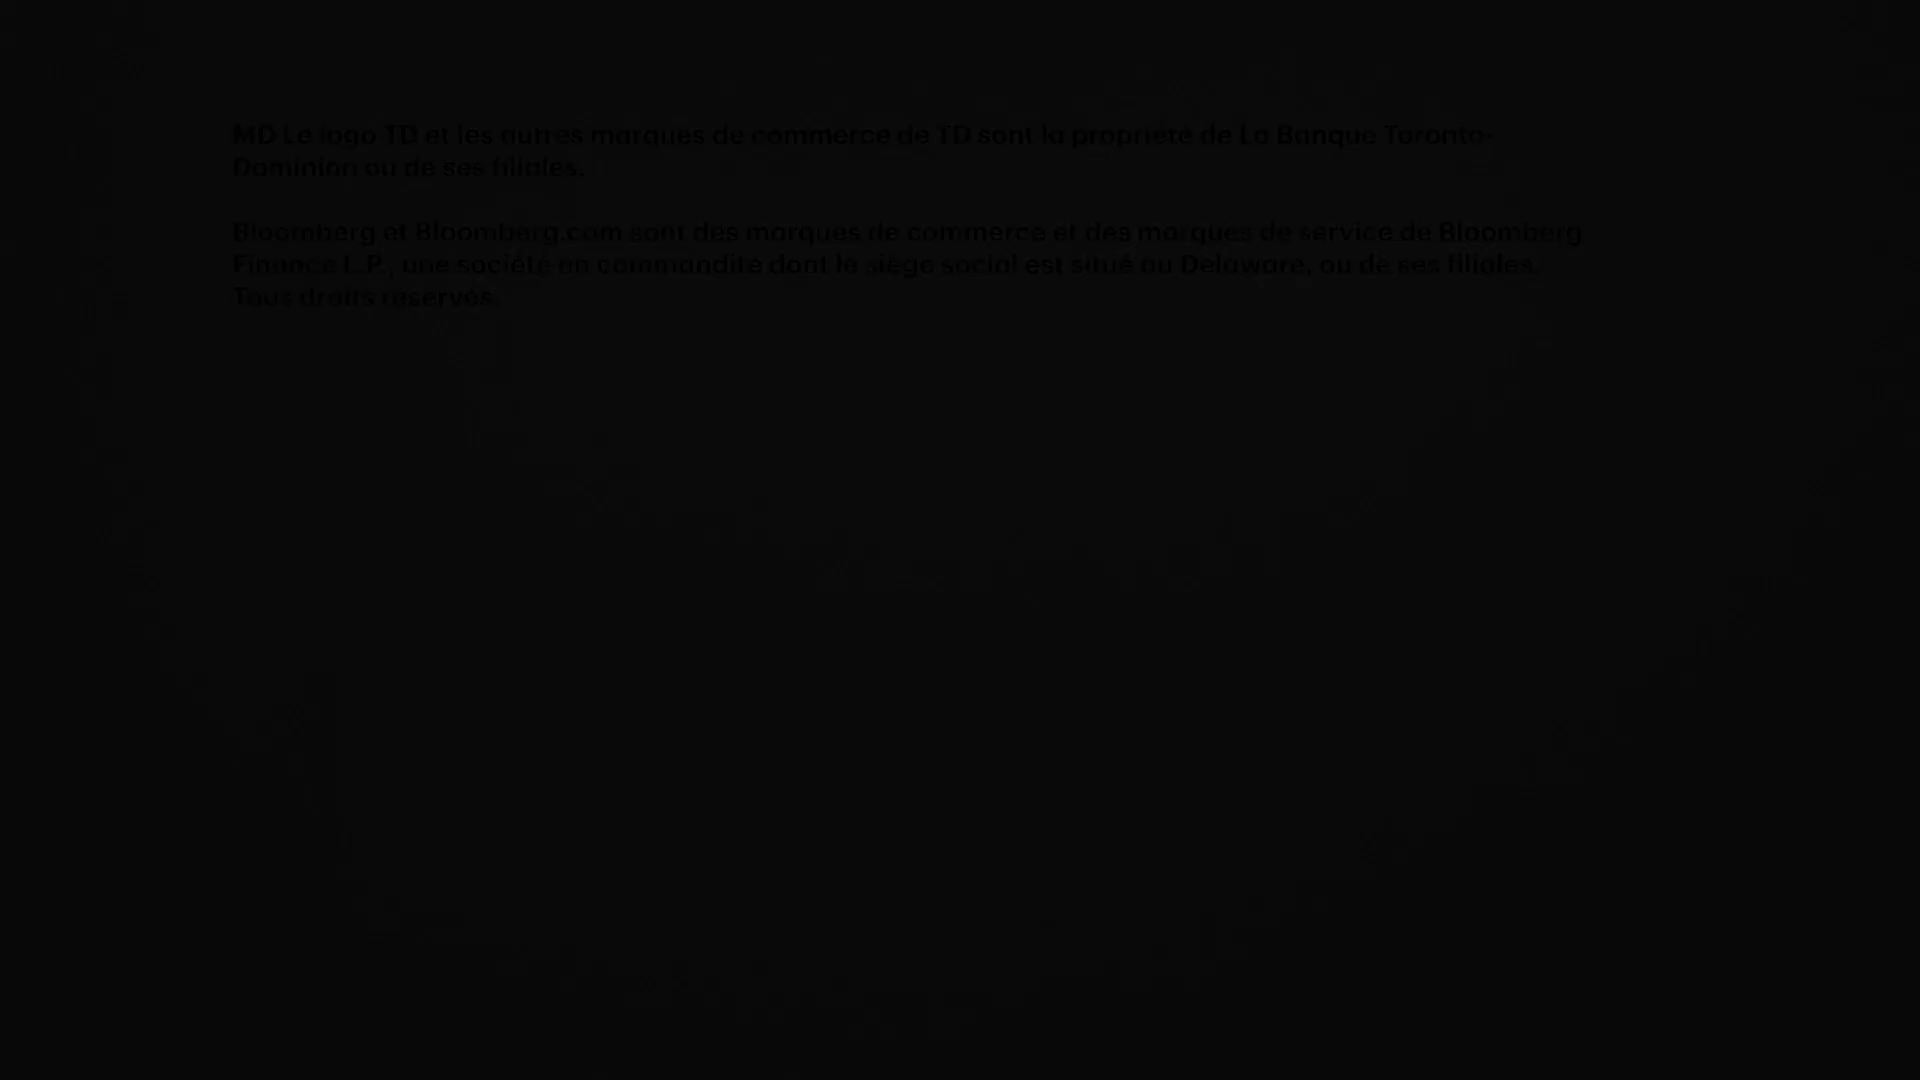 MD Le logo TD et les autres marques de commerce de TD sont la propriété de La Banque Toronto-
Dominion ou de ses filiales.
Bloomberg et Bloomberg.com sont des marques de commerce et des marques de service de Bloomberg
Finance L.P., une société en commandite dont le siège social est situé au Delaware, ou de ses filiales.
Tous droits réservés.